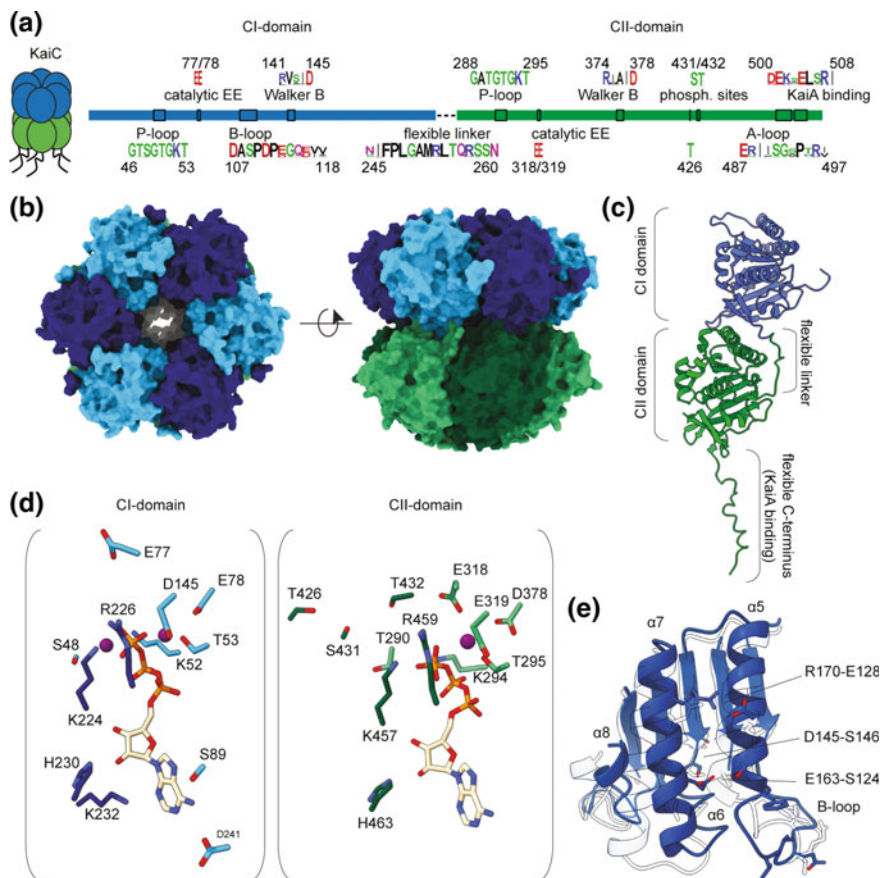 (a)
KaiC
CI-domain
CII-domain
77/78
141
145
288
295
374
378
431/432
500
508
EE
RVSID
GATGTGKT
RIAID
ST
catalytic EE
Walker B
P-loop
Walker B
phosph. sites
KaiA binding
P-loop
B-loop
flexible linker
catalytic EE
A-loop
GTSGTGKT
NIFPLGAMRLTQRSSN
EE
T
46
53
107
118
245
260
318/319
426
487
497
(b)
(c)
CI domain
CII domain
flexible linker
flexible C-terminus
(KaiA binding)
(d)
CI-domain
E77
D145
E78
R226
S48
T53
K52
K224
S89
H230
K232
D241
CII-domain
T426
T432
E318
D378
S431
R459
E319
T290
K294
T295
K457
H463
(e)
α7
α5
R170-E128
α8
D145-S146
E163-S124
α6
B-loop